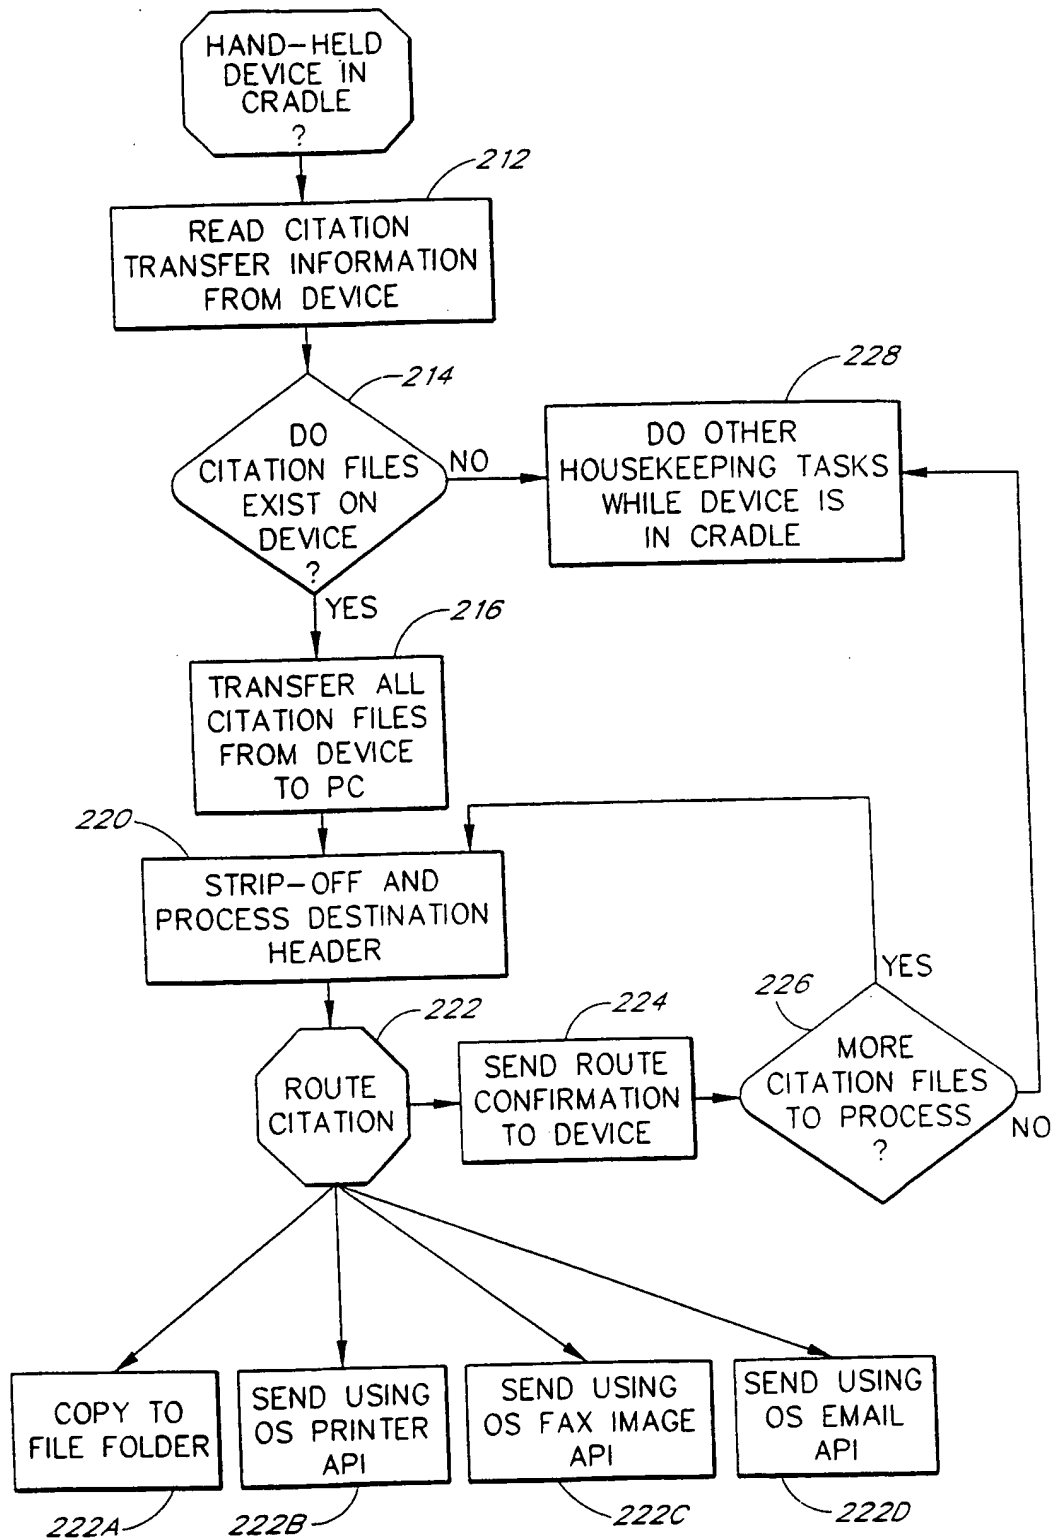 HAND-HELD
DEVICE IN
CRADLE
?
212
READ CITATION
TRANSFER INFORMATION
FROM DEVICE
214
DO
CITATION FILES
EXIST ON
DEVICE
?
NO
YES
228
DO OTHER
HOUSEKEEPING TASKS
WHILE DEVICE IS
IN CRADLE
216
TRANSFER ALL
CITATION FILES
FROM DEVICE
TO PC
220
STRIP-OFF AND
PROCESS DESTINATION
HEADER
222
ROUTE
CITATION
224
SEND ROUTE
CONFIRMATION
TO DEVICE
226
YES
MORE
CITATION FILES
TO PROCESS
?
NO
COPY TO
FILE FOLDER
222A
SEND USING
OS PRINTER
API
222B
SEND USING
OS FAX IMAGE
API
222C
SEND USING
OS EMAIL
API
222D